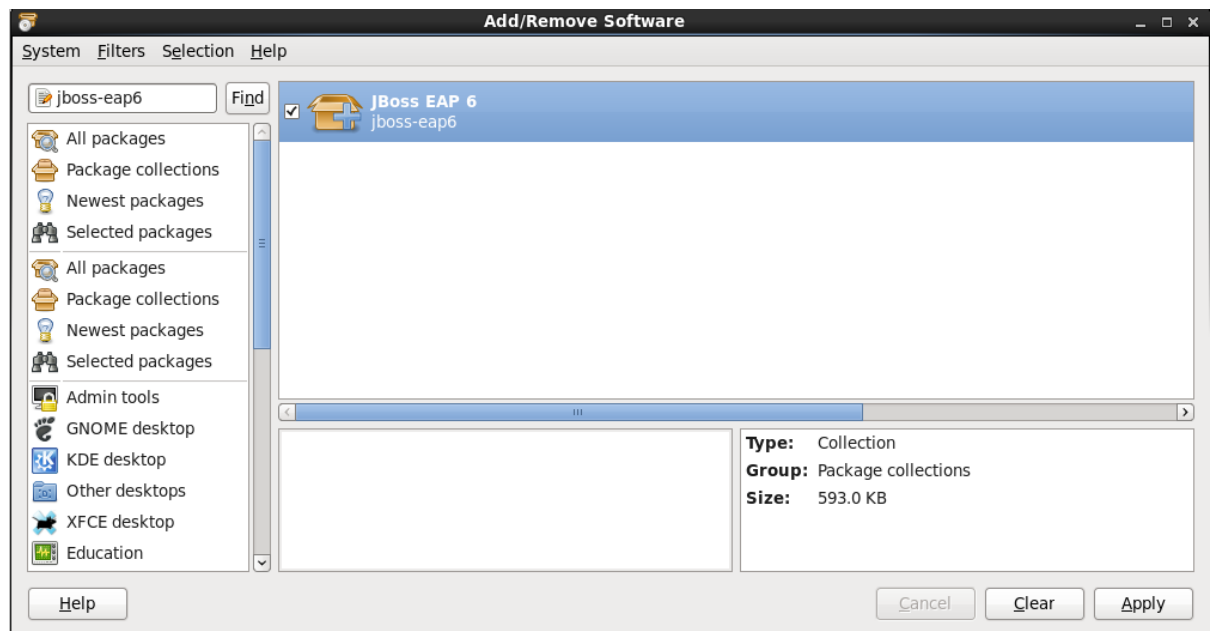 Add/Remove Software
System Filters Selection Help
jboss-eap6 Find
All packages
Package collections
Newest packages
Selected packages
All packages
Package collections
Newest packages
Selected packages
Admin tools
GNOME desktop
KDE desktop
Other desktops
XFCE desktop
Education
JBoss EAP 6
jboss-eap6
Type: Collection
Group: Package collections
Size: 593.0 KB
Help Cancel Clear Apply